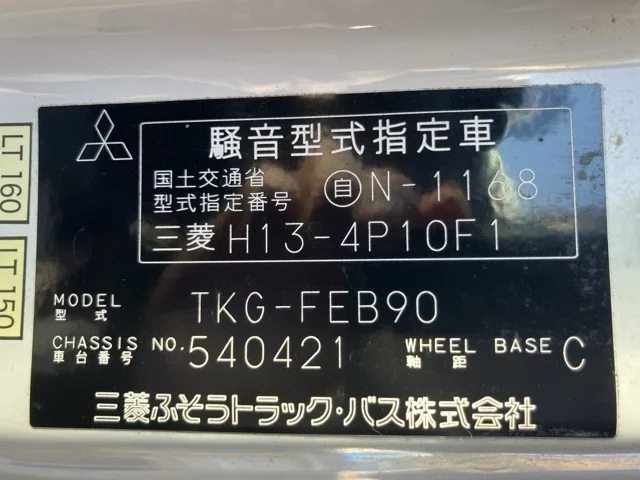 騒音型式指定車
国土交通省
型式指定番号 自N-1168
三菱 H13-4P10F1
LT 160
LT 150
MODEL
型式 TKG-FEB90
CHASSIS NO. 540421 WHEEL BASE C
車台番号 軸距
三菱ふそうトラック・バス株式会社